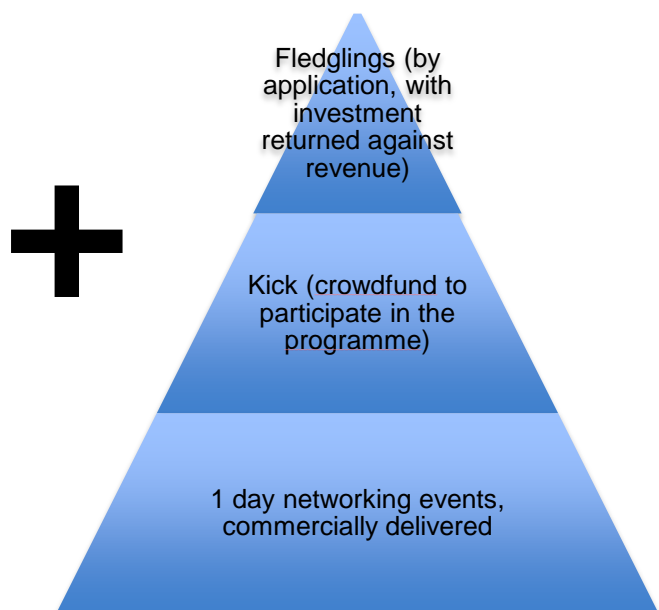 Fledglings (by
application, with
investment
returned against
revenue)
Kick (crowdfund to
participate in the
programme)
1 day networking events,
commercially delivered